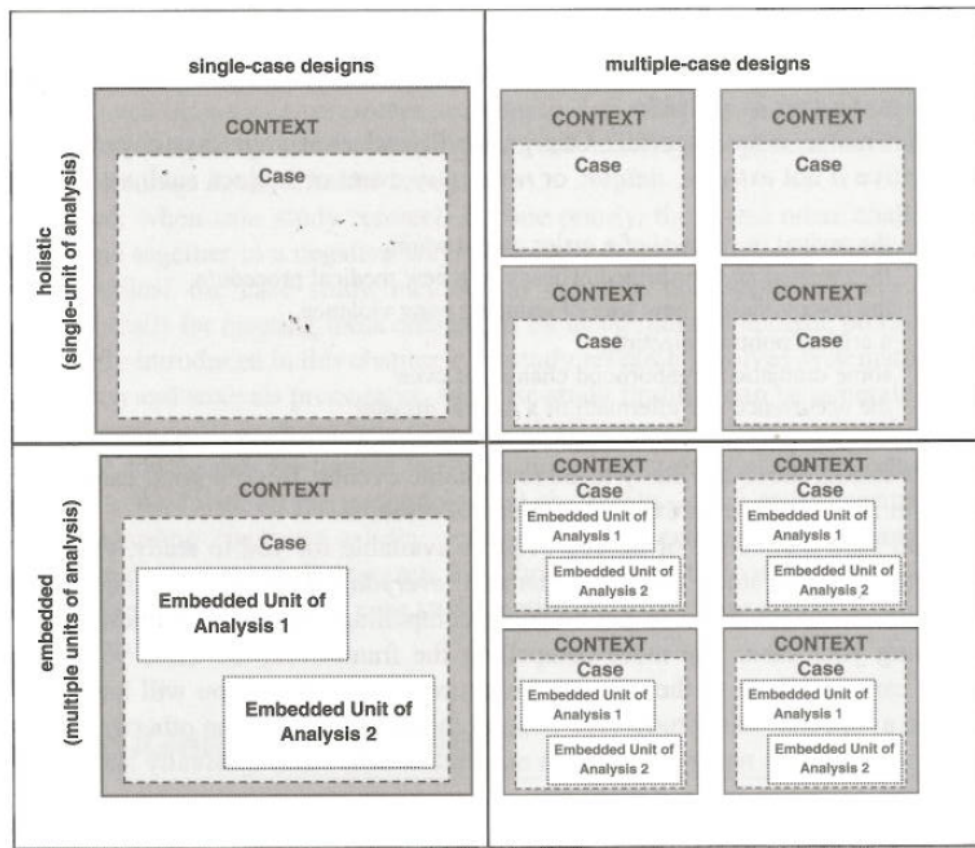 single-case designs
multiple-case designs
holistic
(single-unit of analysis)
CONTEXT
Case
CONTEXT
Case
CONTEXT
Case
CONTEXT
Case
CONTEXT
Case
embedded
(multiple units of analysis)
CONTEXT
Case
Embedded Unit of
Analysis 1
Embedded Unit of
Analysis 2
CONTEXT
Case
Embedded Unit of
Analysis 1
Embedded Unit of
Analysis 2
CONTEXT
Case
Embedded Unit of
Analysis 1
Embedded Unit of
Analysis 2
CONTEXT
Case
Embedded Unit of
Analysis 1
Embedded Unit of
Analysis 2
CONTEXT
Case
Embedded Unit of
Analysis 1
Embedded Unit of
Analysis 2